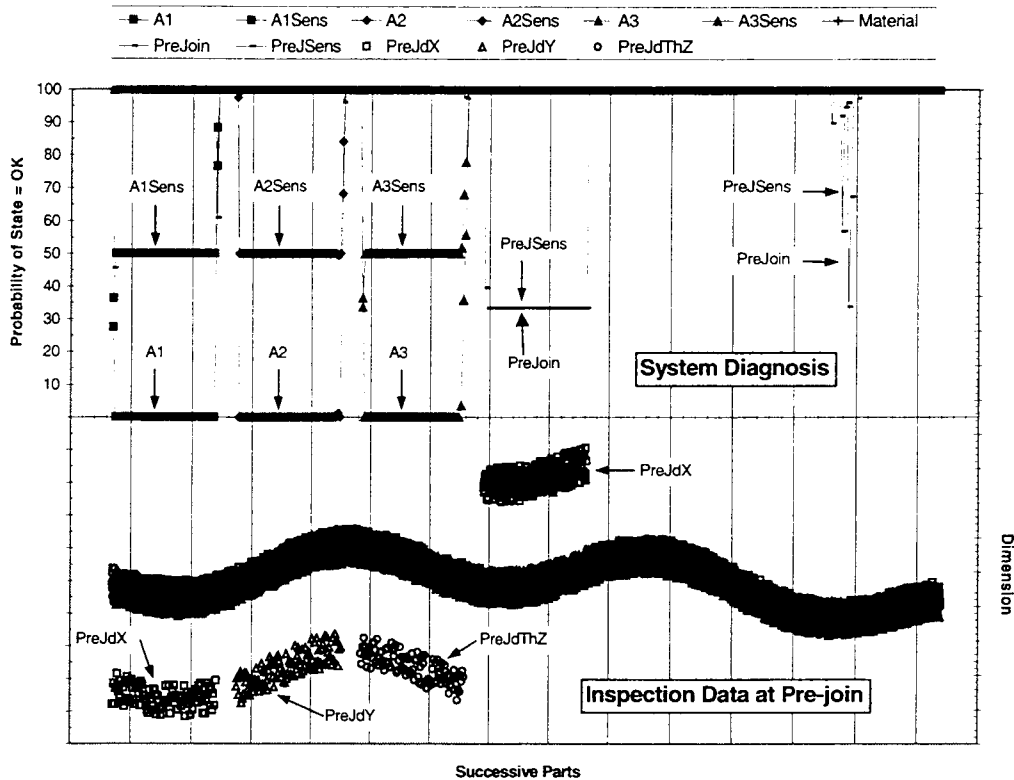 A1 A1Sens A2 A2Sens A3 A3Sens Material
PreJoin PreJSens PreJdX PreJdY PreJdThZ
100
90
80
70
60
50
40
30
20
10
Probability of State = OK
A1Sens A2Sens A3Sens
PreJSens
PreJSens
PreJoin
A1 A2 A3
PreJoin
System Diagnosis
PreJdX
Dimension
PreJdX
PreJdThZ
PreJdY
Inspection Data at Pre-join
Successive Parts